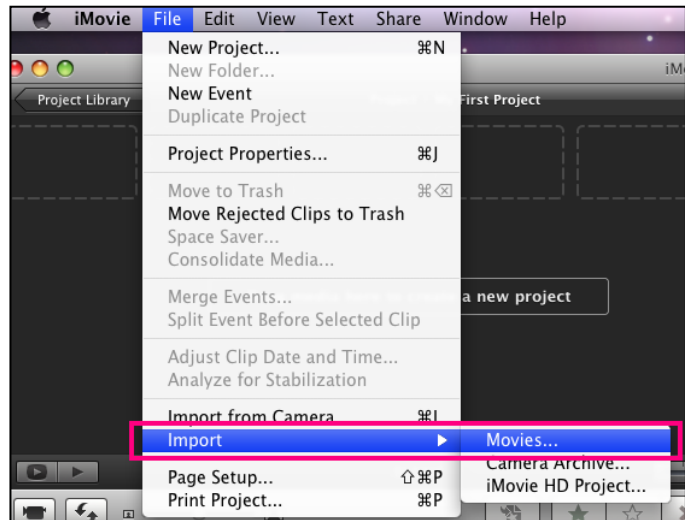 iMovie File Edit View Text Share Window Help
New Project... ⌘N
New Folder...
iMo
New Event
Project Library
First Project
Duplicate Project
Project Properties... ⌘J
Move to Trash ⌘⌫
Move Rejected Clips to Trash
Space Saver...
Consolidate Media...
Merge Events...
a new project
Split Event Before Selected Clip
Adjust Clip Date and Time...
Analyze for Stabilization
Import from Camera ⌘I
Import ▶ Movies...
Camera Archive...
Page Setup... ⇧⌘P
iMovie HD Project...
Print Project... ⌘P